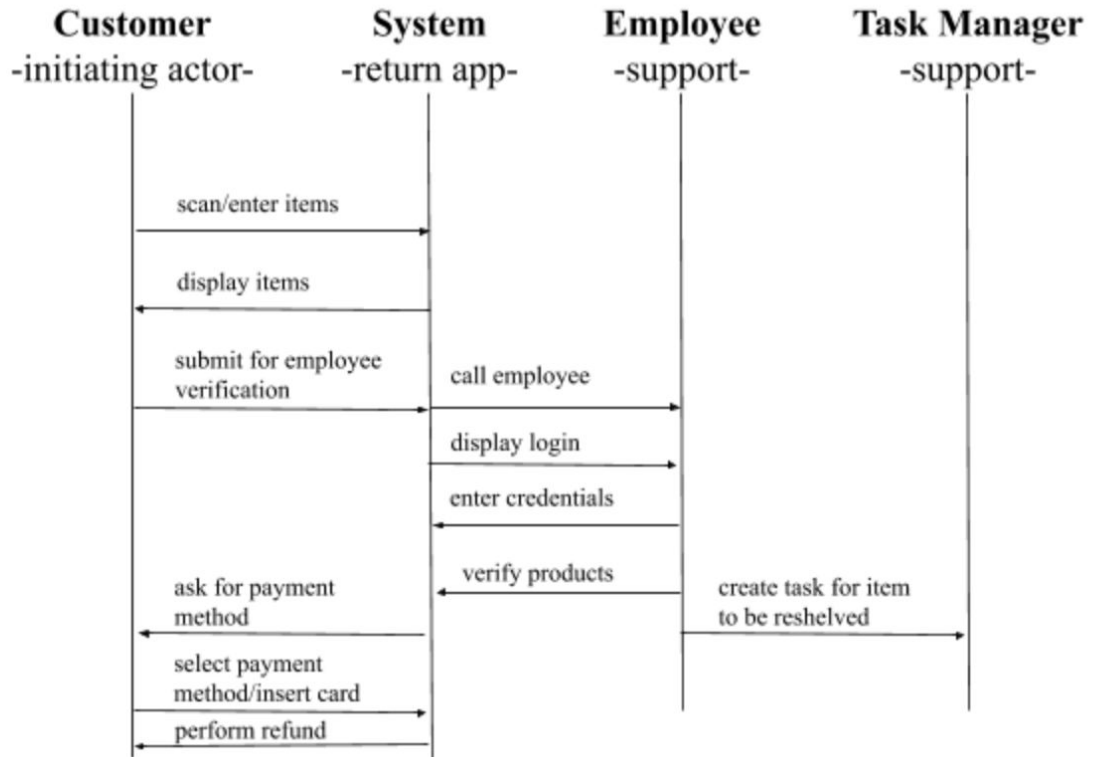 Customer
-initiating actor-
System
-return app-
Employee
-support-
Task Manager
-support-
scan/enter items
display items
submit for employee
verification
call employee
display login
enter credentials
verify products
ask for payment
method
create task for item
to be reshelved
select payment
method/insert card
perform refund